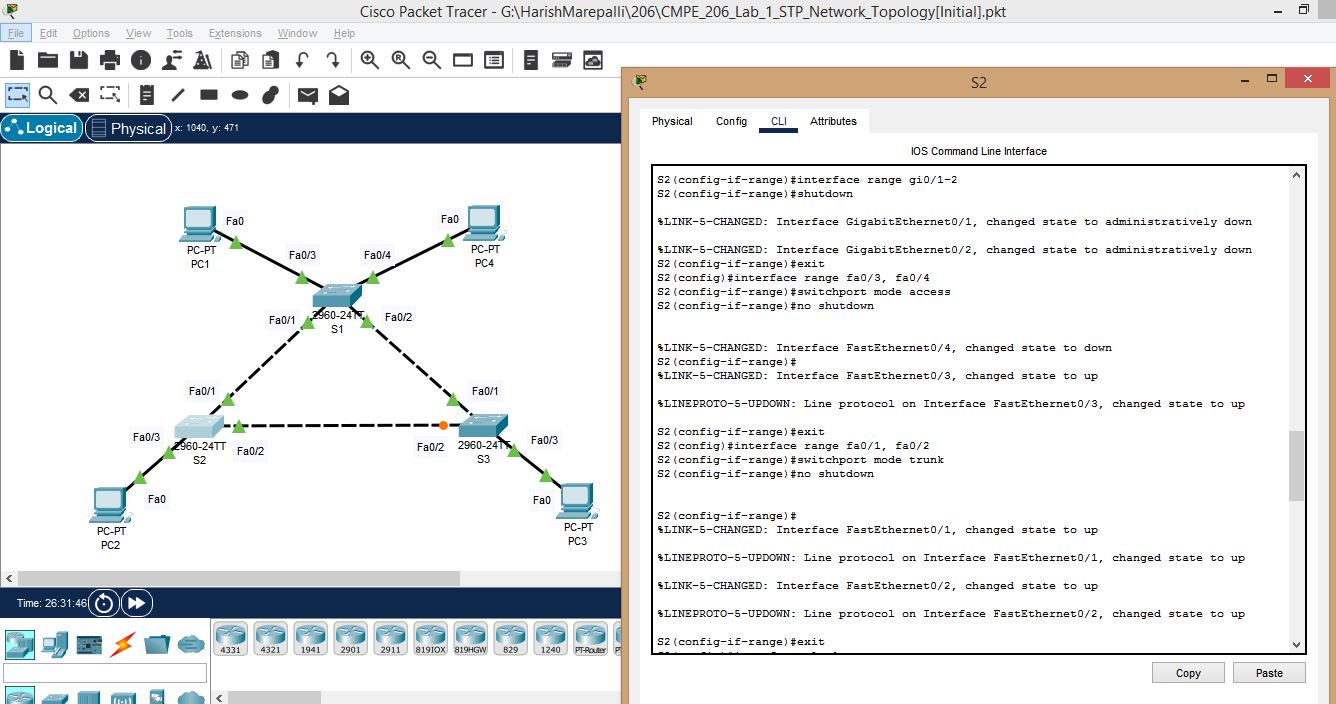 Cisco Packet Tracer - G:\HarishMarepalli\206\CMPE_206_Lab_1_STP_Network_Topology[Initial].pkt
File Edit Options View Tools Extensions Window Help
Logical Physical x: 1040, y: 471
Fa0
PC-PT
PC1
Fa0
PC-PT
PC4
Fa0/3
Fa0/4
2960-24TT
S1
Fa0/1
Fa0/2
Fa0/1
Fa0/1
Fa0/3
2960-24TT
S2
Fa0/2
Fa0/2
2960-24TT
S3
Fa0/3
Fa0
PC-PT
PC2
Fa0
PC-PT
PC3
Time: 26:31:46
4331 4321 1941 2901 2911 819IOX 819HGW 829 1240 PT-Router
S2
Physical Config CLI Attributes
IOS Command Line Interface
S2(config-if-range)#interface range gi0/1-2
S2(config-if-range)#shutdown
%LINK-5-CHANGED: Interface GigabitEthernet0/1, changed state to administratively down
%LINK-5-CHANGED: Interface GigabitEthernet0/2, changed state to administratively down
S2(config-if-range)#exit
S2(config)#interface range fa0/3, fa0/4
S2(config-if-range)#switchport mode access
S2(config-if-range)#no shutdown
%LINK-5-CHANGED: Interface FastEthernet0/4, changed state to down
S2(config-if-range)#
%LINK-5-CHANGED: Interface FastEthernet0/3, changed state to up
%LINEPROTO-5-UPDOWN: Line protocol on Interface FastEthernet0/3, changed state to up
S2(config-if-range)#exit
S2(config)#interface range fa0/1, fa0/2
S2(config-if-range)#switchport mode trunk
S2(config-if-range)#no shutdown
S2(config-if-range)#
%LINK-5-CHANGED: Interface FastEthernet0/1, changed state to up
%LINEPROTO-5-UPDOWN: Line protocol on Interface FastEthernet0/1, changed state to up
%LINK-5-CHANGED: Interface FastEthernet0/2, changed state to up
%LINEPROTO-5-UPDOWN: Line protocol on Interface FastEthernet0/2, changed state to up
S2(config-if-range)#exit
Copy Paste